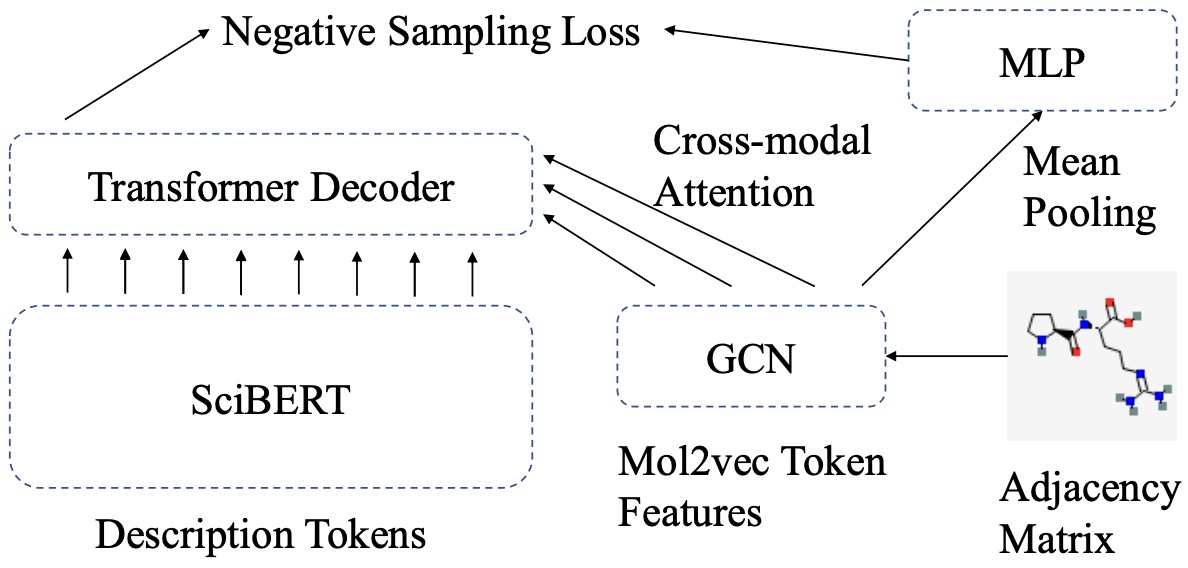 Negative Sampling Loss
MLP
Cross-modal
Attention
Mean
Pooling
Transformer Decoder
SciBERT
GCN
Mol2vec Token
Features
Adjacency
Matrix
Description Tokens